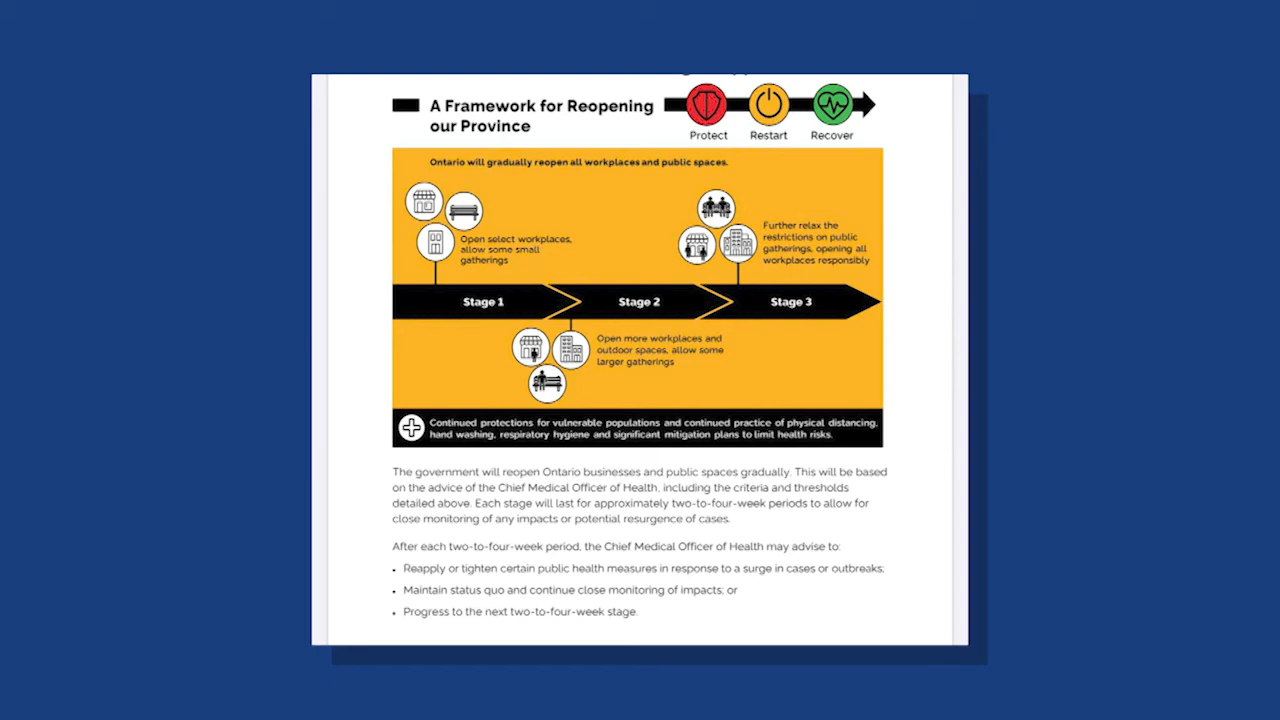 A Framework for Reopening
our Province
Protect
Restart
Recover
Ontario will gradually reopen all workplaces and public spaces.
Open select workplaces,
allow some small
gatherings
Further relax the
restrictions on public
gatherings, opening all
workplaces responsibly
Stage 1
Stage 2
Stage 3
Open more workplaces and
outdoor spaces, allow some
larger gatherings
Continued protections for vulnerable populations and continued practice of physical distancing,
hand washing, respiratory hygiene and significant mitigation plans to limit health risks.
The government will reopen Ontario businesses and public spaces gradually. This will be based
on the advice of the Chief Medical Officer of Health, including the criteria and thresholds
detailed above. Each stage will last for approximately two-to-four-week periods to allow for
close monitoring of any impacts or potential resurgence of cases.
After each two-to-four-week period, the Chief Medical Officer of Health may advise to:
• Reapply or tighten certain public health measures in response to a surge in cases or outbreaks;
• Maintain status quo and continue close monitoring of impacts; or
• Progress to the next two-to-four-week stage.